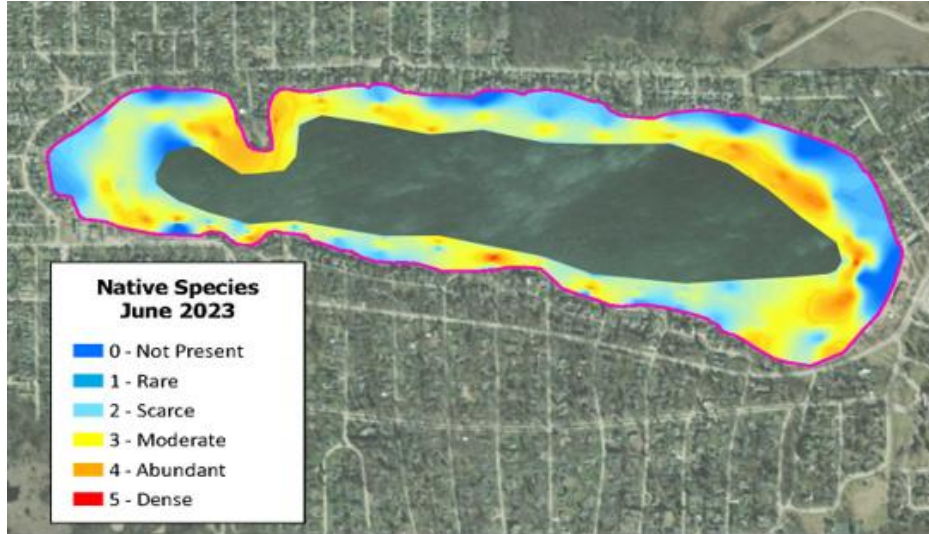 Native Species
June 2023
0 - Not Present
1 - Rare
2 - Scarce
3 - Moderate
4 - Abundant
5 - Dense